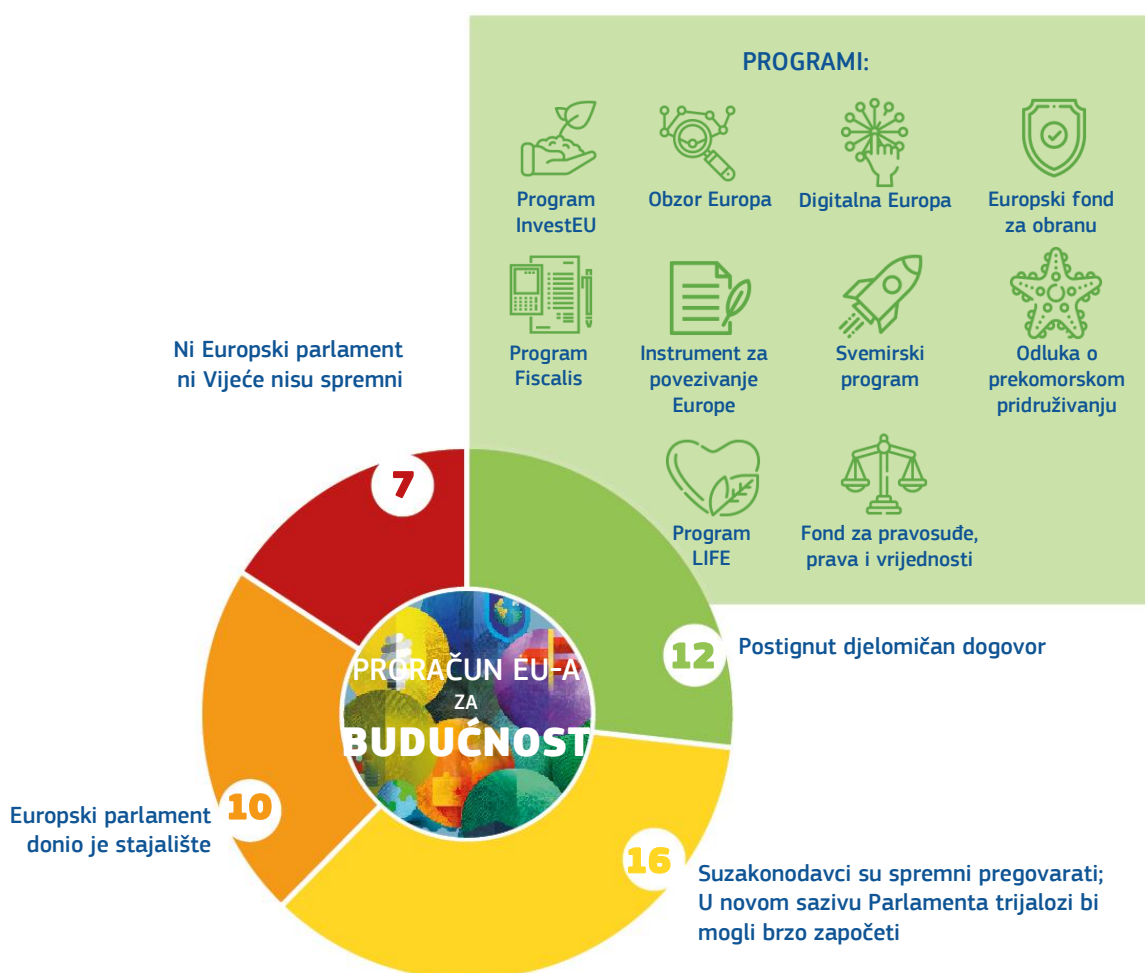 PROGRAMI:
Program
InvestEU
Obzor Europa
Digitalna Europa
Europski fond
za obranu
Program
Fiscalis
Instrument za
povezivanje
Europe
Svemirski
program
Odluka o
prekomorskom
pridruživanju
Program
LIFE
Fond za pravosuđe,
prava i vrijednosti
Ni Europski parlament
ni Vijeće nisu spremni
7
12
Postignut djelomičan dogovor
PRORAČUN EU-A
ZA
BUDUĆNOST
Europski parlament
donio je stajalište
10
16
Suzakonodavci su spremni pregovarati;
U novom sazivu Parlamenta trijalozi bi
mogli brzo započeti